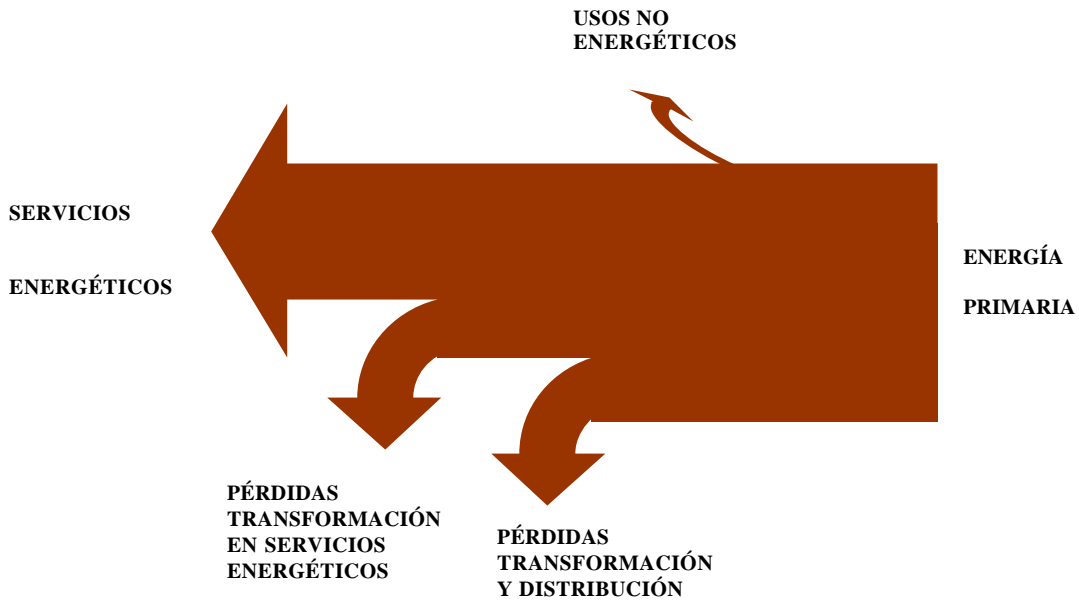 USOS NO
ENERGÉTICOS
SERVICIOS
ENERGÉTICOS
ENERGÍA
PRIMARIA
PÉRDIDAS
TRANSFORMACIÓN
EN SERVICIOS
ENERGÉTICOS
PÉRDIDAS
TRANSFORMACIÓN
Y DISTRIBUCIÓN